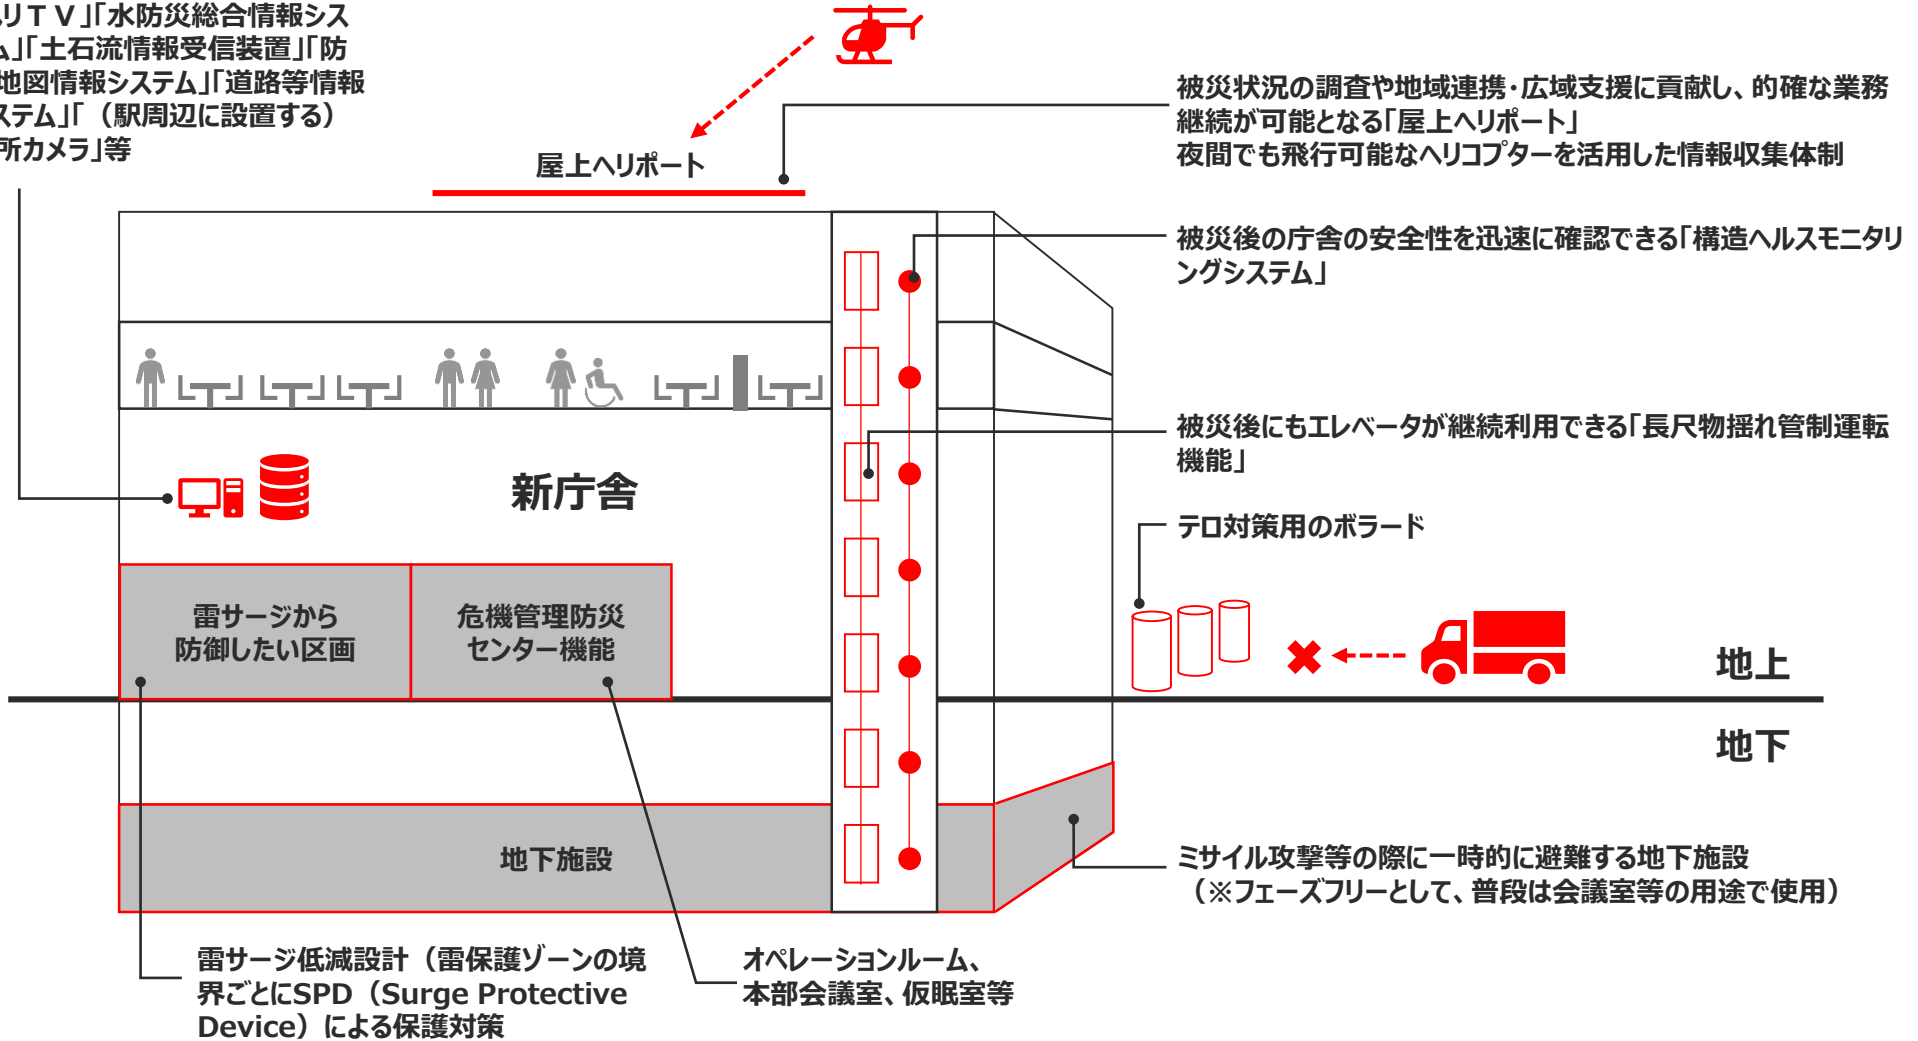 リＴＶ」「水防災総合情報シス
ム」「土石流情報受信装置」「防
地図情報システム」「道路等情報
ステム」「（駅周辺に設置する）
所カメラ」等
屋上ヘリポート
被災状況の調査や地域連携・広域支援に貢献し、的確な業務
継続が可能となる「屋上ヘリポート」
夜間でも飛行可能なヘリコプターを活用した情報収集体制
被災後の庁舎の安全性を迅速に確認できる「構造ヘルスモニタリ
ングシステム」
被災後にもエレベータが継続利用できる「長尺物揺れ管制運転
機能」
新庁舎
テロ対策用のボラード
雷サージから
防御したい区画
危機管理防災
センター機能
地上
地下
地下施設
ミサイル攻撃等の際に一時的に避難する地下施設
（※フェーズフリーとして、普段は会議室等の用途で使用）
雷サージ低減設計（雷保護ゾーンの境
界ごとにSPD（Surge Protective
Device）による保護対策
オペレーションルーム、
本部会議室、仮眠室等